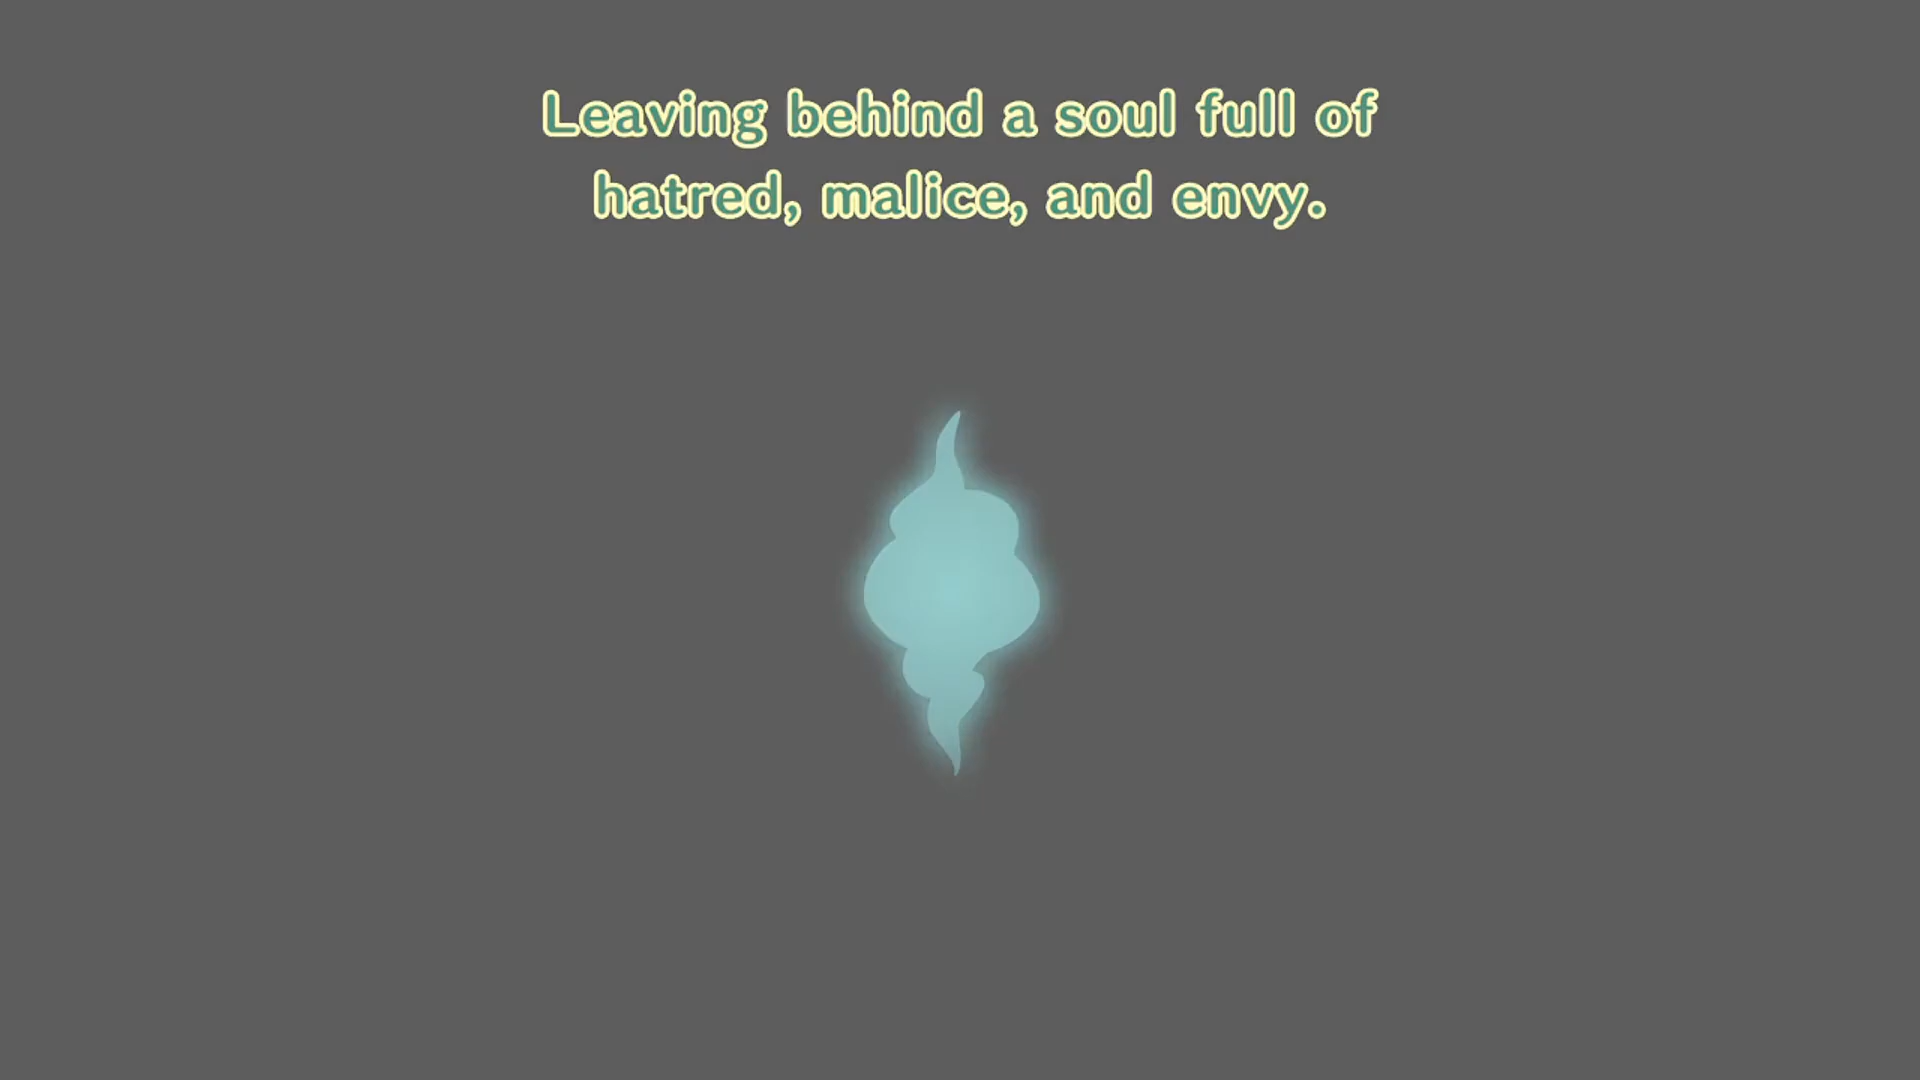 Leaving behind a soul full of
hatred, malice, and envy.